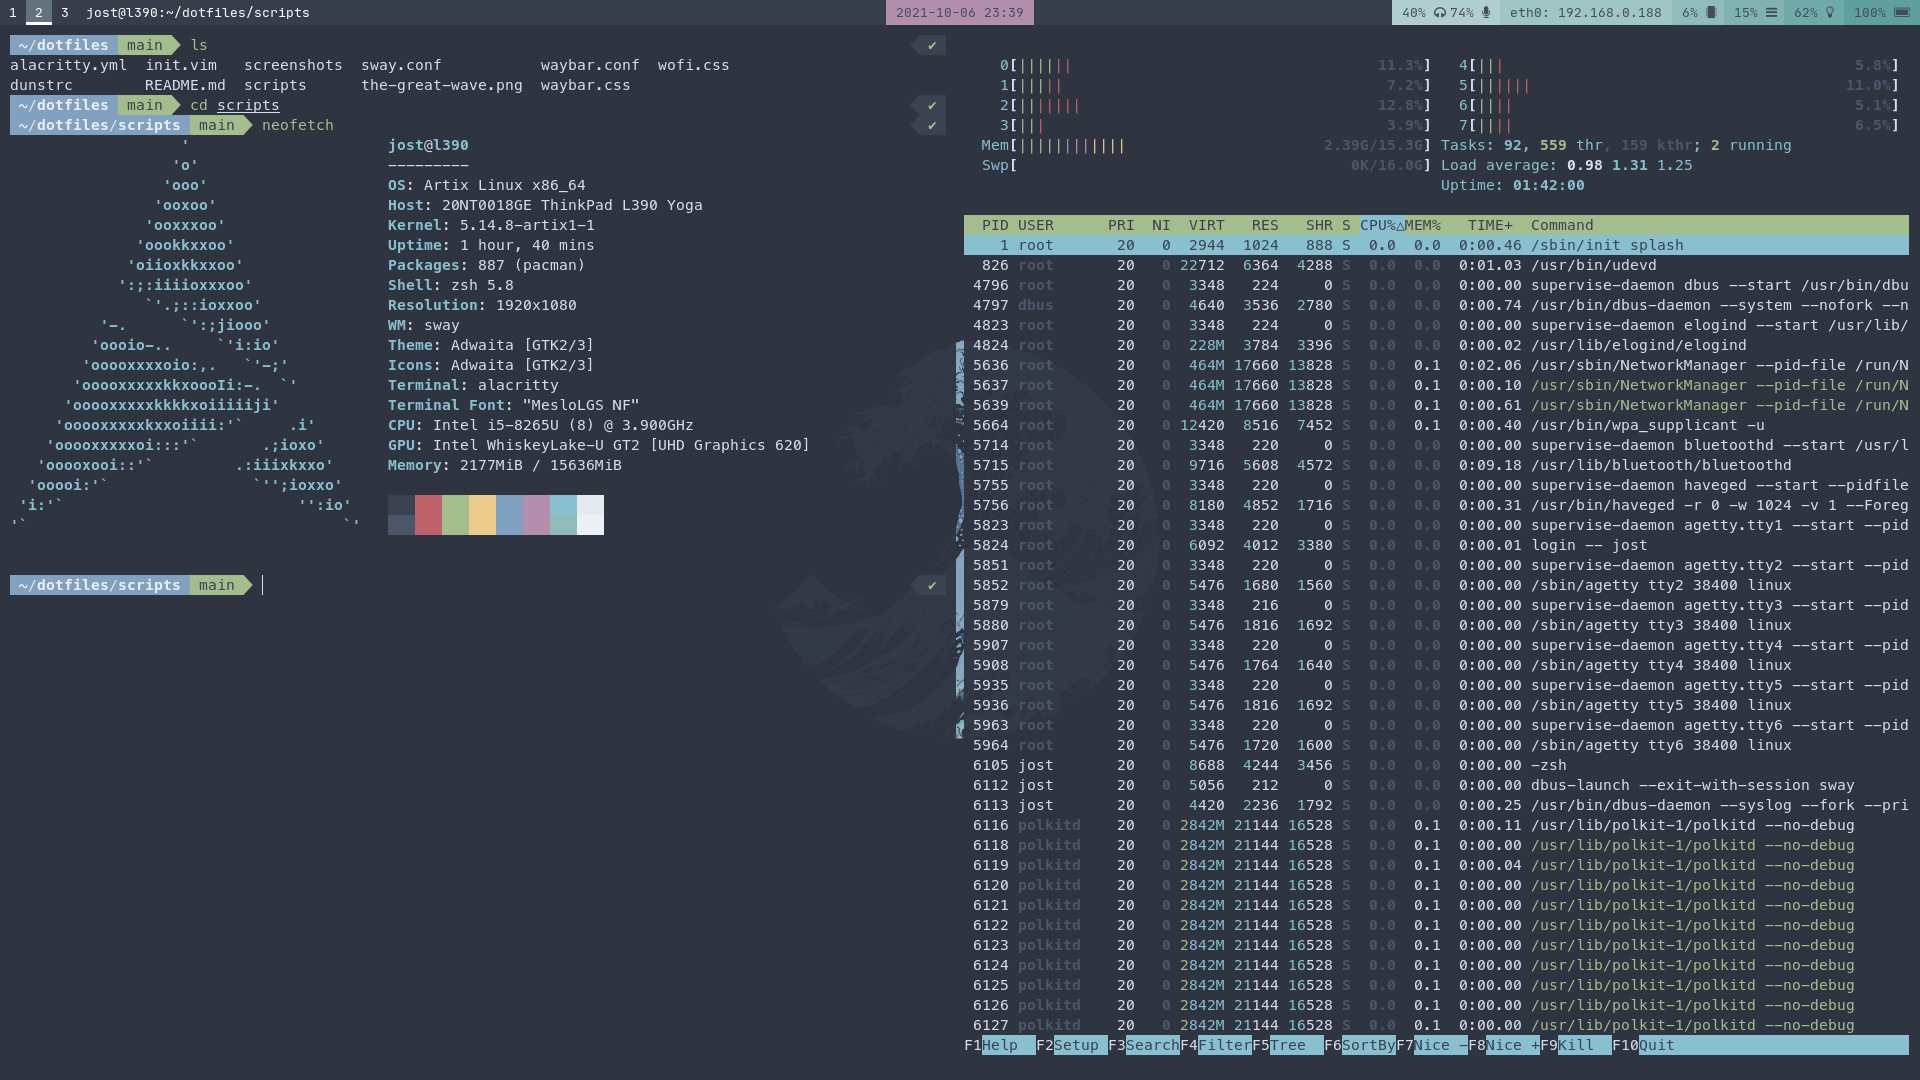 1 2 3 jost@l390:~/dotfiles/scripts 2021-10-06 23:39 40% 74% eth0: 192.168.0.188 6% 15% 62% 100%
~/dotfiles main ls ✔
alacritty.yml init.vim screenshots sway.conf waybar.conf wofi.css
dunstrc README.md scripts the-great-wave.png waybar.css
~/dotfiles main cd scripts ✔
~/dotfiles/scripts main neofetch ✔
'
'o'
'ooo'
'ooxoo'
'ooxxxoo'
'oookkxxoo'
'oiioxkkxxoo'
':;:iiiioxxxoo'
`'.;::ioxxoo'
'-. `':;jiooo'
'oooio-.. `'i:io'
'ooooxxxxoio:,. `'-;'
'ooooxxxxxkkxoooIi:-. `'
'ooooxxxxxkkkkxoiiiiiji'
'ooooxxxxxkxxoiiii:'` .i'
'ooooxxxxxoi:::'` .;ioxo'
'ooooxooi::'` .:iiixkxxo'
'ooooi:'` `'';ioxxo'
'i:'` '':io'
'` `'
jost@l390
---------
OS: Artix Linux x86_64
Host: 20NT0018GE ThinkPad L390 Yoga
Kernel: 5.14.8-artix1-1
Uptime: 1 hour, 40 mins
Packages: 887 (pacman)
Shell: zsh 5.8
Resolution: 1920x1080
WM: sway
Theme: Adwaita [GTK2/3]
Icons: Adwaita [GTK2/3]
Terminal: alacritty
Terminal Font: "MesloLGS NF"
CPU: Intel i5-8265U (8) @ 3.900GHz
GPU: Intel WhiskeyLake-U GT2 [UHD Graphics 620]
Memory: 2177MiB / 15636MiB
~/dotfiles/scripts main ✔
0[|||||| 11.3%] 4[||| 5.8%]
1[||||| 7.2%] 5[|||||| 11.0%]
2[||||||| 12.8%] 6[|||| 5.1%]
3[||| 3.9%] 7[|||| 6.5%]
Mem[|||||||||||| 2.39G/15.3G] Tasks: 92, 559 thr, 159 kthr; 2 running
Swp[ 0K/16.0G] Load average: 0.98 1.31 1.25
Uptime: 01:42:00
PID USER PRI NI VIRT RES SHR S CPU%△MEM% TIME+ Command
1 root 20 0 2944 1024 888 S 0.0 0.0 0:00.46 /sbin/init splash
826 root 20 0 22712 6364 4288 S 0.0 0.0 0:01.03 /usr/bin/udevd
4796 root 20 0 3348 224 0 S 0.0 0.0 0:00.00 supervise-daemon dbus --start /usr/bin/dbu
4797 dbus 20 0 4640 3536 2780 S 0.0 0.0 0:00.74 /usr/bin/dbus-daemon --system --nofork --n
4823 root 20 0 3348 224 0 S 0.0 0.0 0:00.00 supervise-daemon elogind --start /usr/lib/
4824 root 20 0 228M 3784 3396 S 0.0 0.0 0:00.02 /usr/lib/elogind/elogind
5636 root 20 0 464M 17660 13828 S 0.0 0.1 0:02.06 /usr/sbin/NetworkManager --pid-file /run/N
5637 root 20 0 464M 17660 13828 S 0.0 0.1 0:00.10 /usr/sbin/NetworkManager --pid-file /run/N
5639 root 20 0 464M 17660 13828 S 0.0 0.1 0:00.61 /usr/sbin/NetworkManager --pid-file /run/N
5664 root 20 0 12420 8516 7452 S 0.0 0.1 0:00.40 /usr/bin/wpa_supplicant -u
5714 root 20 0 3348 220 0 S 0.0 0.0 0:00.00 supervise-daemon bluetoothd --start /usr/l
5715 root 20 0 9716 5608 4572 S 0.0 0.0 0:09.18 /usr/lib/bluetooth/bluetoothd
5755 root 20 0 3348 220 0 S 0.0 0.0 0:00.00 supervise-daemon haveged --start --pidfile
5756 root 20 0 8180 4852 1716 S 0.0 0.0 0:00.31 /usr/bin/haveged -r 0 -w 1024 -v 1 --Foreg
5823 root 20 0 3348 220 0 S 0.0 0.0 0:00.00 supervise-daemon agetty.tty1 --start --pid
5824 root 20 0 6092 4012 3380 S 0.0 0.0 0:00.01 login -- jost
5851 root 20 0 3348 220 0 S 0.0 0.0 0:00.00 supervise-daemon agetty.tty2 --start --pid
5852 root 20 0 5476 1680 1560 S 0.0 0.0 0:00.00 /sbin/agetty tty2 38400 linux
5879 root 20 0 3348 216 0 S 0.0 0.0 0:00.00 supervise-daemon agetty.tty3 --start --pid
5880 root 20 0 5476 1816 1692 S 0.0 0.0 0:00.00 /sbin/agetty tty3 38400 linux
5907 root 20 0 3348 220 0 S 0.0 0.0 0:00.00 supervise-daemon agetty.tty4 --start --pid
5908 root 20 0 5476 1764 1640 S 0.0 0.0 0:00.00 /sbin/agetty tty4 38400 linux
5935 root 20 0 3348 220 0 S 0.0 0.0 0:00.00 supervise-daemon agetty.tty5 --start --pid
5936 root 20 0 5476 1816 1692 S 0.0 0.0 0:00.00 /sbin/agetty tty5 38400 linux
5963 root 20 0 3348 220 0 S 0.0 0.0 0:00.00 supervise-daemon agetty.tty6 --start --pid
5964 root 20 0 5476 1720 1600 S 0.0 0.0 0:00.00 /sbin/agetty tty6 38400 linux
6105 jost 20 0 8688 4244 3456 S 0.0 0.0 0:00.00 -zsh
6112 jost 20 0 5056 212 0 S 0.0 0.0 0:00.00 dbus-launch --exit-with-session sway
6113 jost 20 0 4420 2236 1792 S 0.0 0.0 0:00.25 /usr/bin/dbus-daemon --syslog --fork --pri
6116 polkitd 20 0 2842M 21144 16528 S 0.0 0.1 0:00.11 /usr/lib/polkit-1/polkitd --no-debug
6118 polkitd 20 0 2842M 21144 16528 S 0.0 0.1 0:00.00 /usr/lib/polkit-1/polkitd --no-debug
6119 polkitd 20 0 2842M 21144 16528 S 0.0 0.1 0:00.04 /usr/lib/polkit-1/polkitd --no-debug
6120 polkitd 20 0 2842M 21144 16528 S 0.0 0.1 0:00.00 /usr/lib/polkit-1/polkitd --no-debug
6121 polkitd 20 0 2842M 21144 16528 S 0.0 0.1 0:00.00 /usr/lib/polkit-1/polkitd --no-debug
6122 polkitd 20 0 2842M 21144 16528 S 0.0 0.1 0:00.00 /usr/lib/polkit-1/polkitd --no-debug
6123 polkitd 20 0 2842M 21144 16528 S 0.0 0.1 0:00.00 /usr/lib/polkit-1/polkitd --no-debug
6124 polkitd 20 0 2842M 21144 16528 S 0.0 0.1 0:00.00 /usr/lib/polkit-1/polkitd --no-debug
6125 polkitd 20 0 2842M 21144 16528 S 0.0 0.1 0:00.00 /usr/lib/polkit-1/polkitd --no-debug
6126 polkitd 20 0 2842M 21144 16528 S 0.0 0.1 0:00.00 /usr/lib/polkit-1/polkitd --no-debug
6127 polkitd 20 0 2842M 21144 16528 S 0.0 0.1 0:00.00 /usr/lib/polkit-1/polkitd --no-debug
F1Help F2Setup F3SearchF4FilterF5Tree F6SortByF7Nice -F8Nice +F9Kill F10Quit